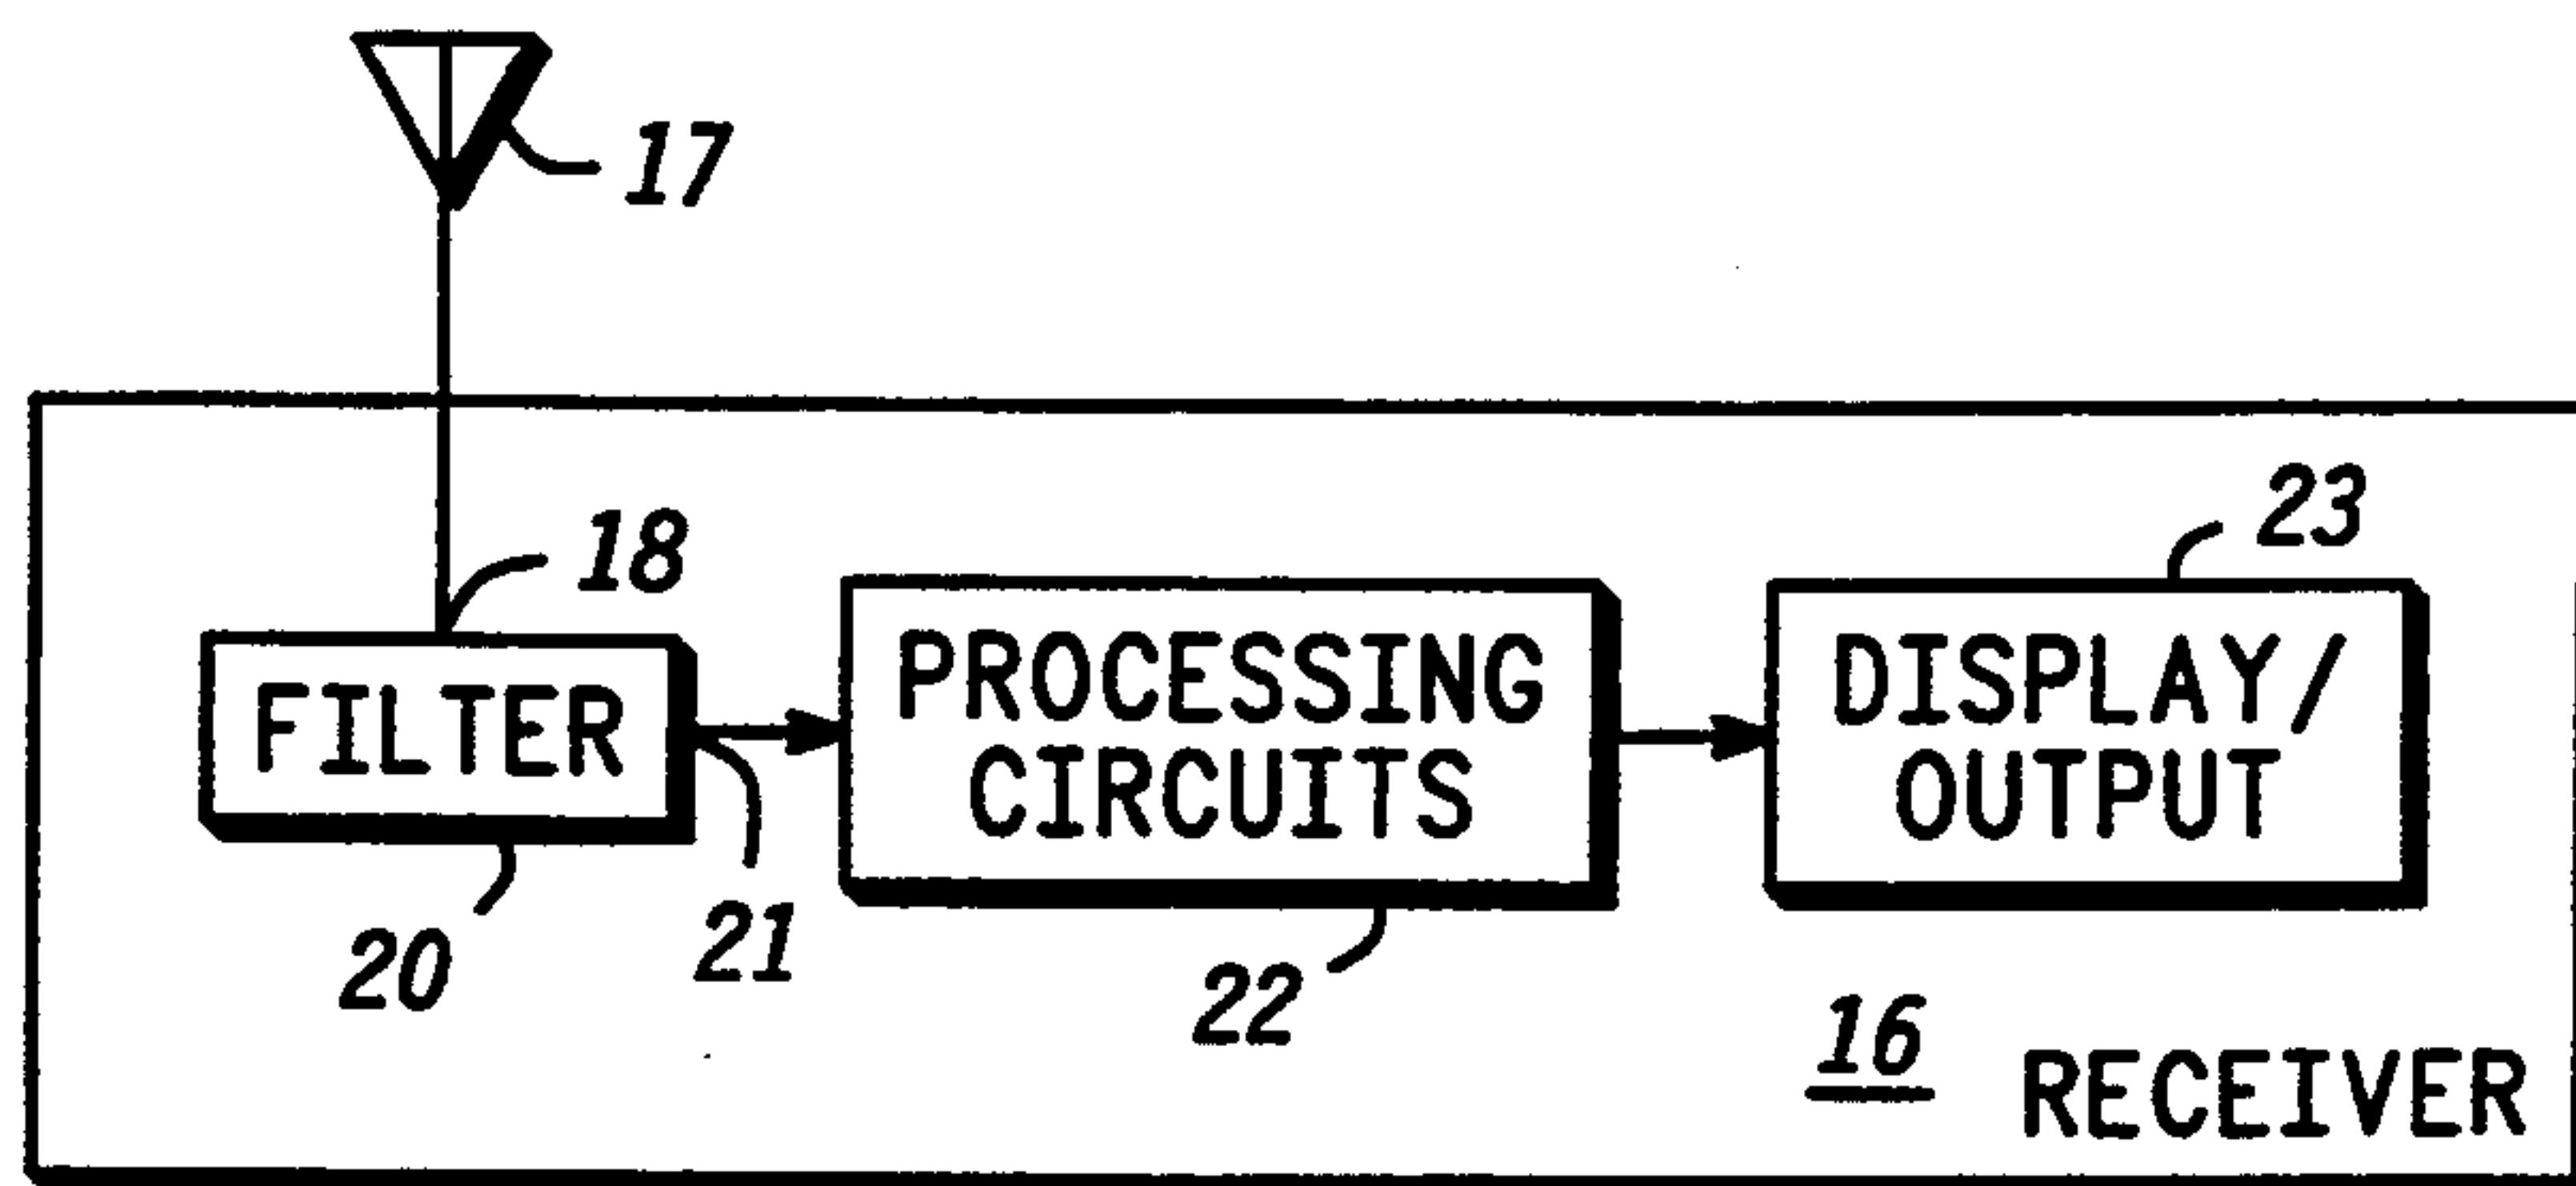 17
18
23
FILTER
PROCESSING
CIRCUITS
DISPLAY/
OUTPUT
20
21
22
16
RECEIVER